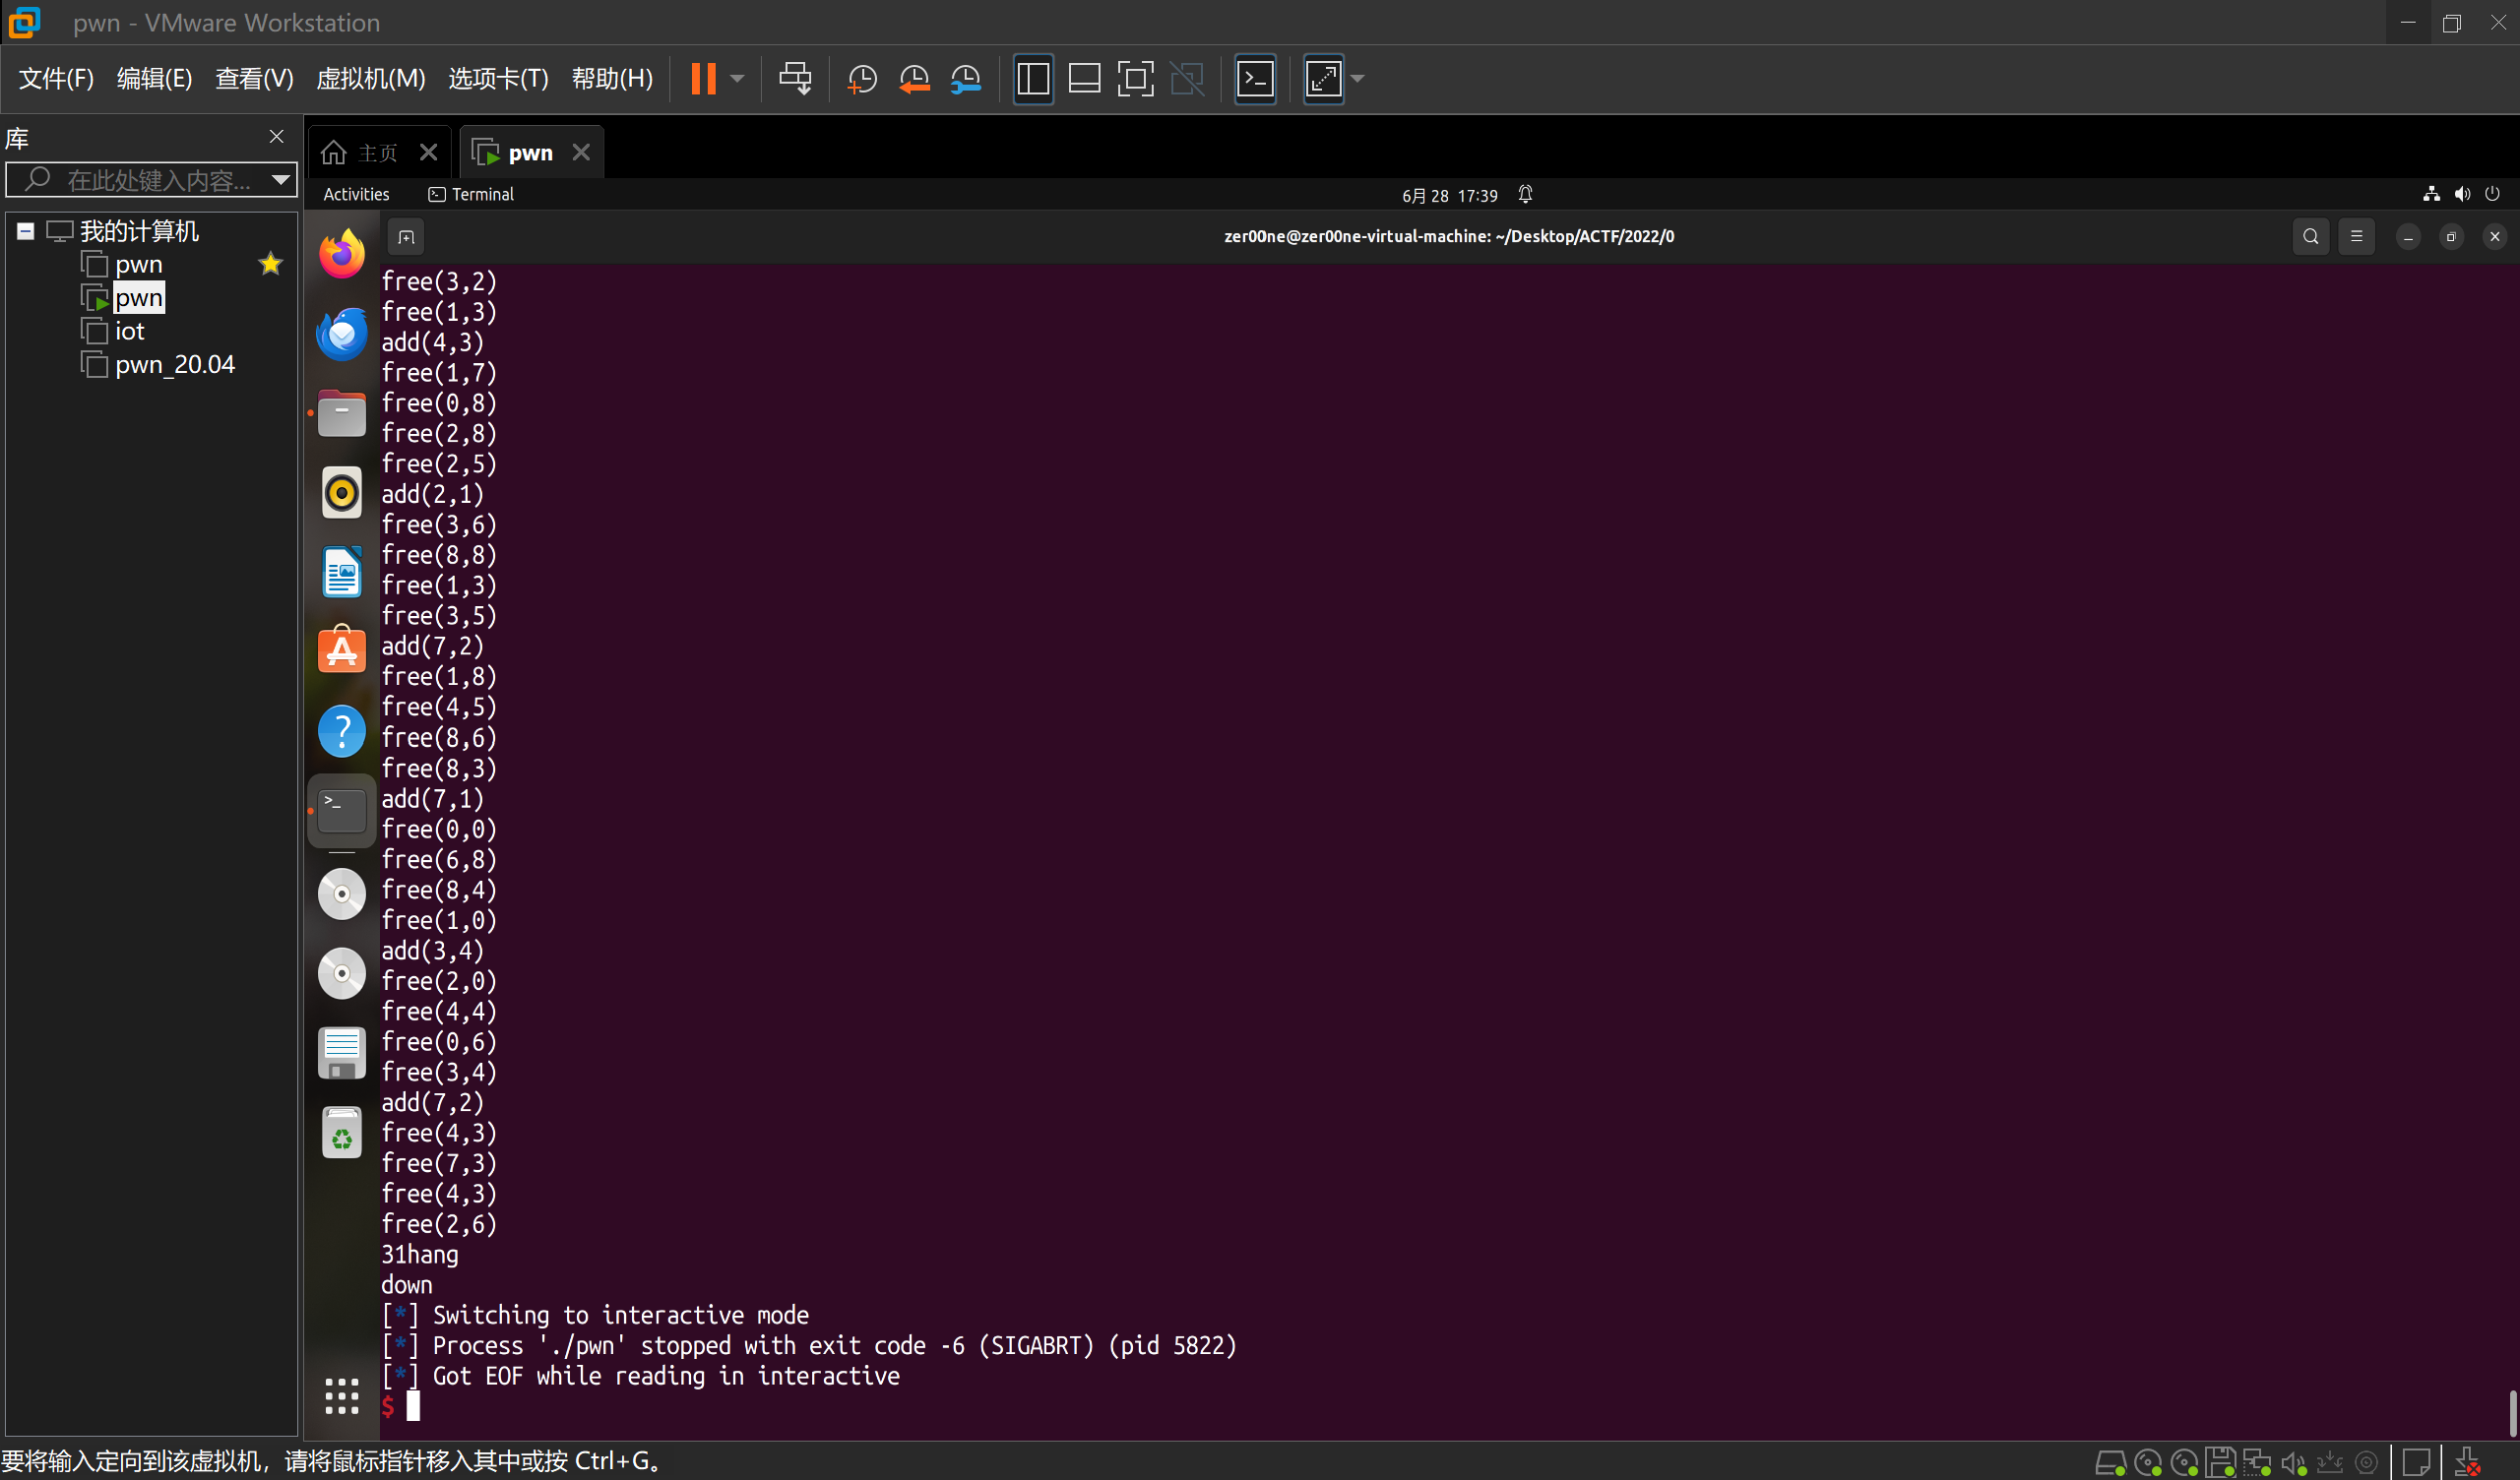 pwn - VMware Workstation
文件(F) 编辑(E) 查看(V) 虚拟机(M) 选项卡(T) 帮助(H)
库
在此处键入内容...
我的计算机
pwn
pwn
iot
pwn_20.04
主页
pwn
Activities
Terminal
6月 28 17:39
zer00ne@zer00ne-virtual-machine: ~/Desktop/ACTF/2022/0
free(3,2)
free(1,3)
add(4,3)
free(1,7)
free(0,8)
free(2,8)
free(2,5)
add(2,1)
free(3,6)
free(8,8)
free(1,3)
free(3,5)
add(7,2)
free(1,8)
free(4,5)
free(8,6)
free(8,3)
add(7,1)
free(0,0)
free(6,8)
free(8,4)
free(1,0)
add(3,4)
free(2,0)
free(4,4)
free(0,6)
free(3,4)
add(7,2)
free(4,3)
free(7,3)
free(4,3)
free(2,6)
31hang
down
[*] Switching to interactive mode
[*] Process './pwn' stopped with exit code -6 (SIGABRT) (pid 5822)
[*] Got EOF while reading in interactive
$
要将输入定向到该虚拟机，请将鼠标指针移入其中或按 Ctrl+G。